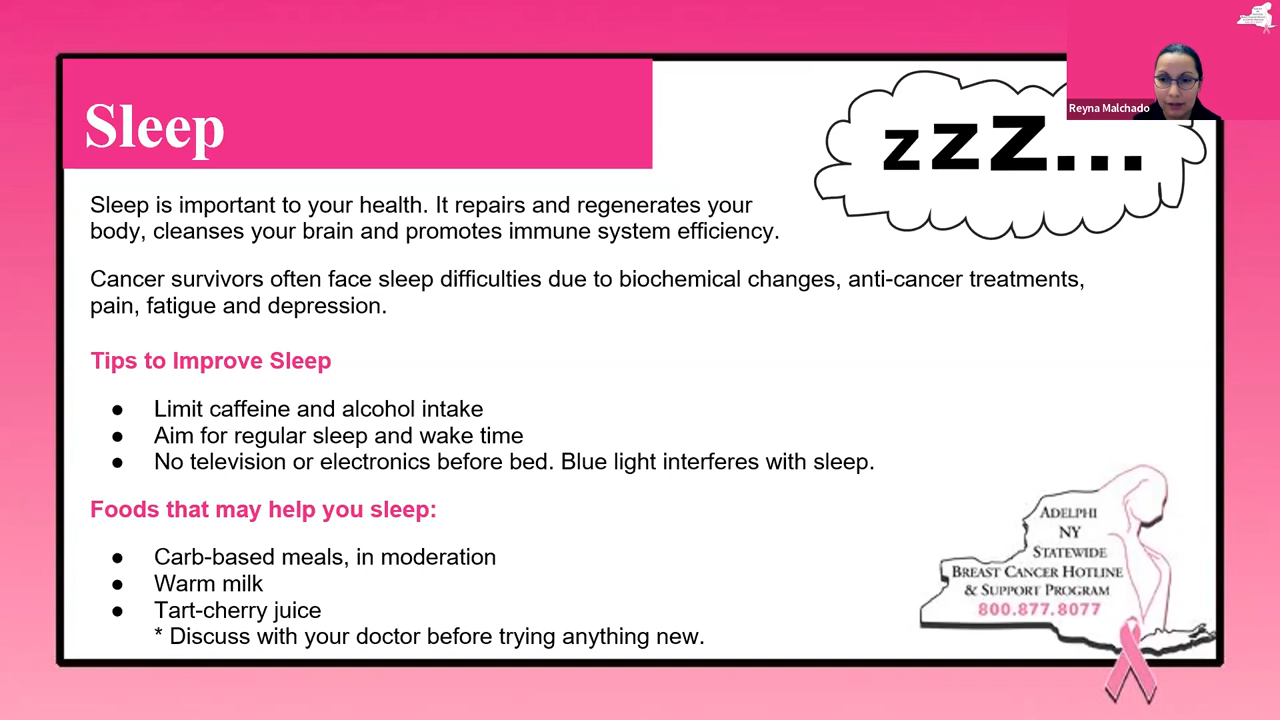 Sleep
zzz...
Reyna Malchado
Sleep is important to your health. It repairs and regenerates your
body, cleanses your brain and promotes immune system efficiency.
Cancer survivors often face sleep difficulties due to biochemical changes, anti-cancer treatments,
pain, fatigue and depression.
Tips to Improve Sleep
● Limit caffeine and alcohol intake
● Aim for regular sleep and wake time
● No television or electronics before bed. Blue light interferes with sleep.
Foods that may help you sleep:
● Carb-based meals, in moderation
● Warm milk
● Tart-cherry juice
* Discuss with your doctor before trying anything new.
ADELPHI
NY
STATEWIDE
BREAST CANCER HOTLINE
& SUPPORT PROGRAM
800.877.8077